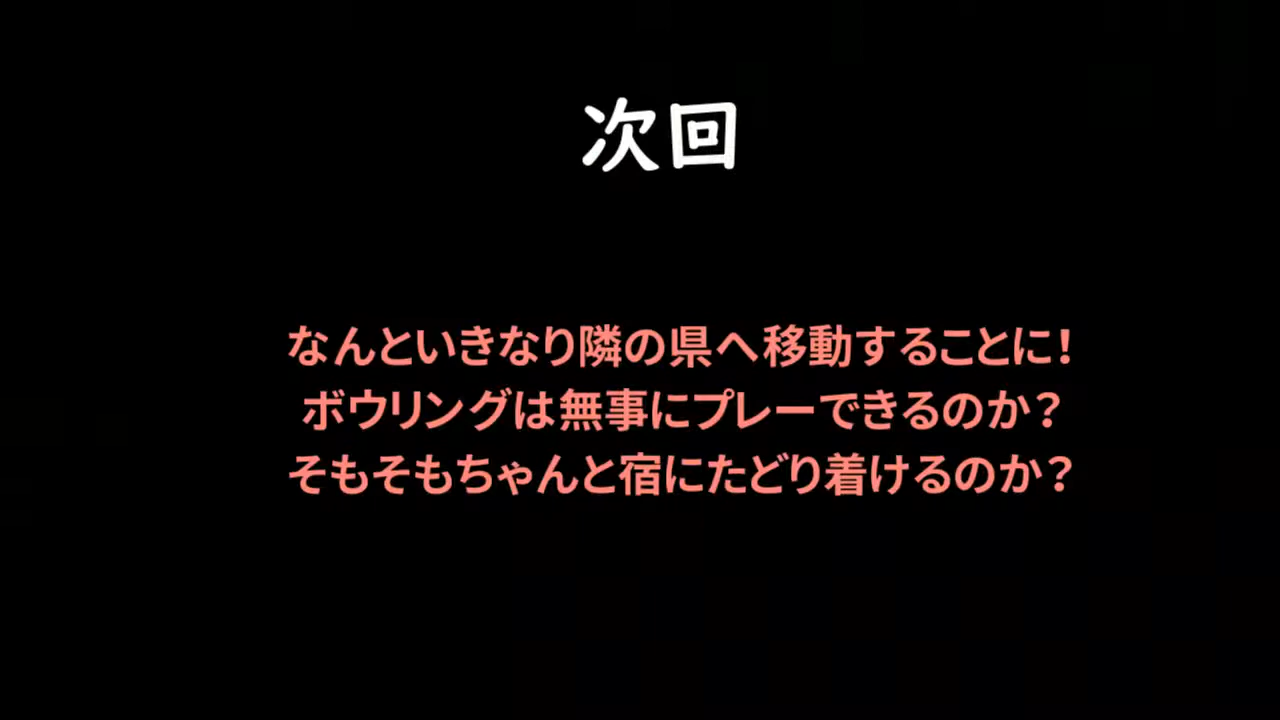 次回
なんといきなり隣の県へ移動することに!
ボウリングは無事にプレーできるのか?
そもそもちゃんと宿にたどり着けるのか?